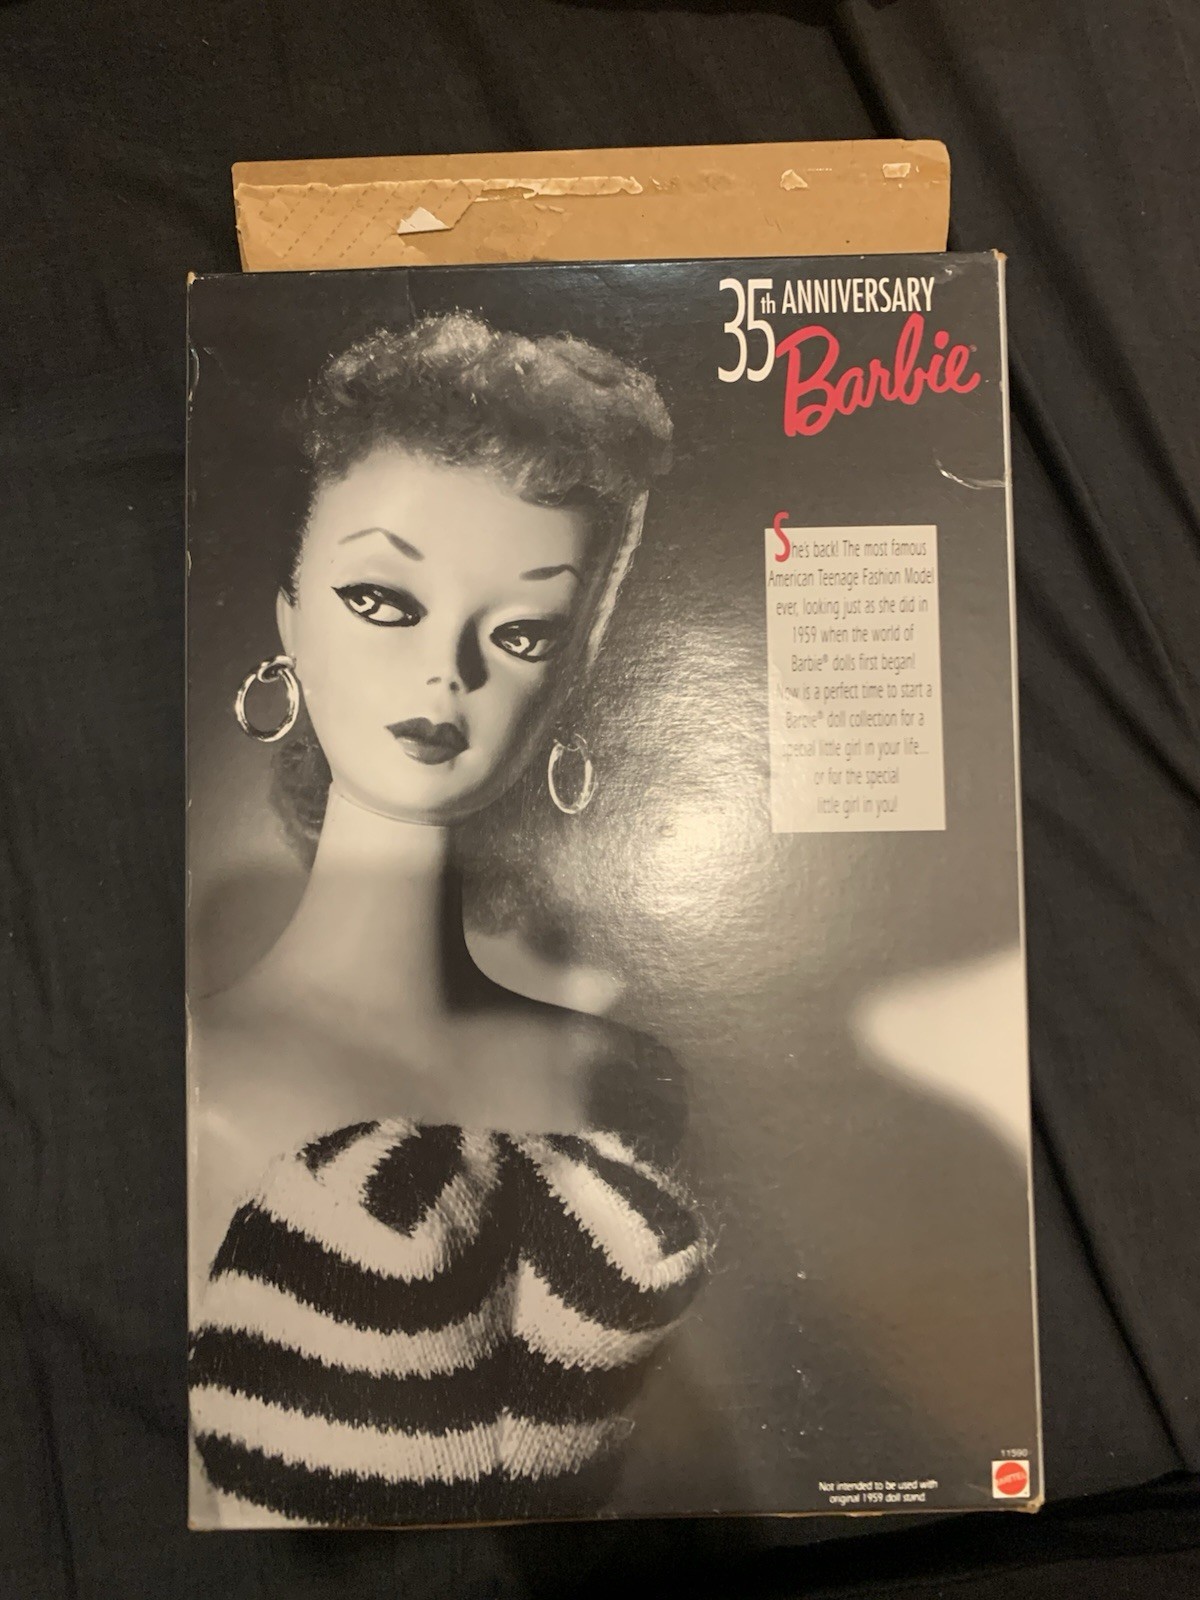 35th ANNIVERSARY
Barbie®
She's back! The most famous
American Teenage Fashion Model
ever, looking just as she did in
1959 when the world of
Barbie® dolls first began!
Now is a perfect time to start a
Barbie® doll collection for a
special little girl in your life...
or for the special
little girl in you!
11590
MATTEL
Not intended to be used with
original 1959 doll stand